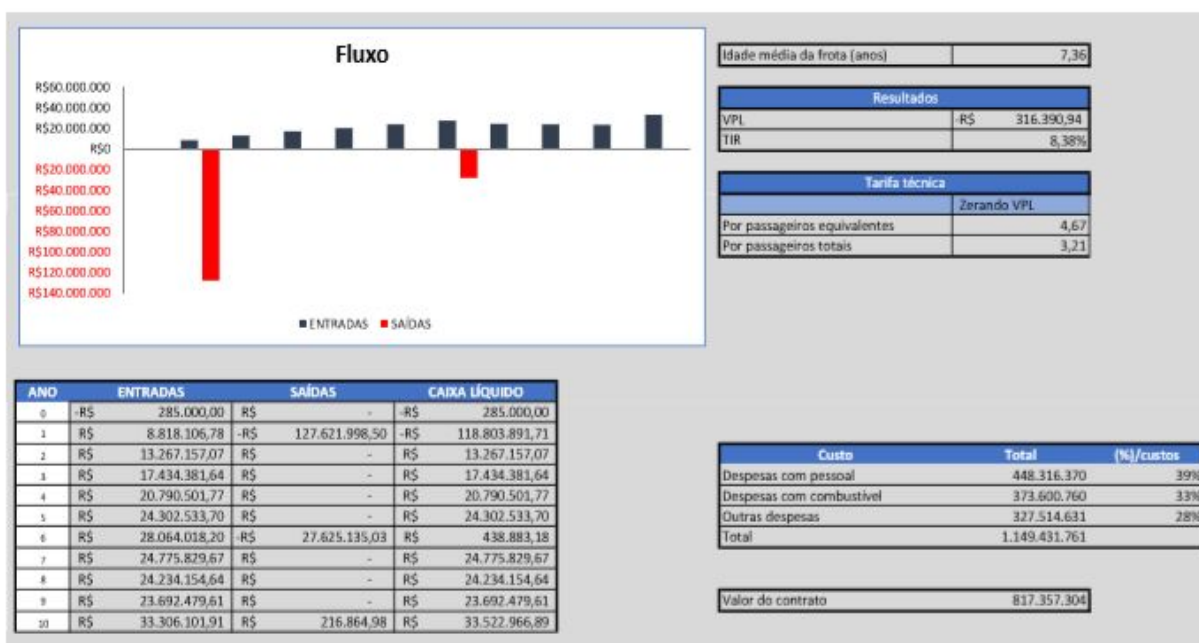 Fluxo
R$60.000.000
R$40.000.000
R$20.000.000
R$0
R$20.000.000
R$40.000.000
R$60.000.000
R$80.000.000
R$100.000.000
R$120.000.000
R$140.000.000
ENTRADAS SAÍDAS
Idade média da frota (anos) 7,36
Resultados
VPL -R$ 316.390,94
TIR 8,38%
Tarifa técnica
Zerando VPL
Por passageiros equivalentes 4,67
Por passageiros totais 3,21
ANO ENTRADAS SAÍDAS CAIXA LÍQUIDO
0 -R$ 285.000,00 R$ - -R$ 285.000,00
1 R$ 8.818.106,78 -R$ 127.621.998,50 -R$ 118.803.891,71
2 R$ 13.267.157,07 R$ - R$ 13.267.157,07
3 R$ 17.434.381,64 R$ - R$ 17.434.381,64
4 R$ 20.790.501,77 R$ - R$ 20.790.501,77
5 R$ 24.302.533,70 R$ - R$ 24.302.533,70
6 R$ 28.064.018,20 -R$ 27.625.135,03 R$ 438.883,18
7 R$ 24.775.829,67 R$ - R$ 24.775.829,67
8 R$ 24.234.154,64 R$ - R$ 24.234.154,64
9 R$ 23.692.479,61 R$ - R$ 23.692.479,61
10 R$ 33.306.101,91 R$ 216.864,98 R$ 33.522.966,89
Custo Total (%)/custos
Despesas com pessoal 448.316.370 39%
Despesas com combustível 373.600.760 33%
Outras despesas 327.514.631 28%
Total 1.149.431.761
Valor do contrato 817.357.304